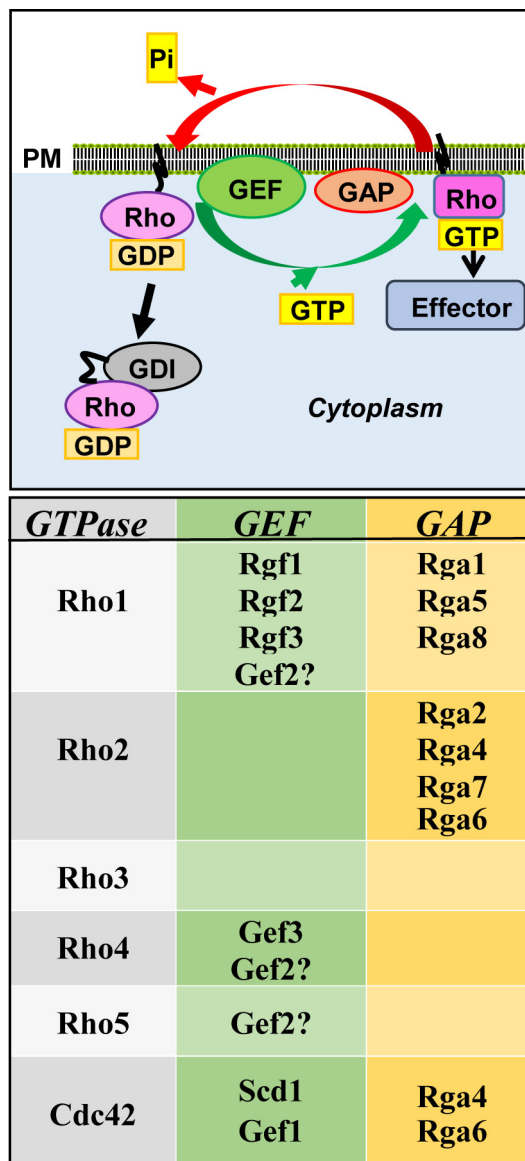 Pi
PM
GEF
GAP
Rho
GDP
Rho
GTP
GTP
Effector
GDI
Rho
GDP
Cytoplasm
GTPase GEF GAP
Rho1
Rgf1
Rgf2
Rgf3
Gef2?
Rga1
Rga5
Rga8
Rho2
Rga2
Rga4
Rga7
Rga6
Rho3
Rho4
Gef3
Gef2?
Rho5
Gef2?
Cdc42
Scd1
Gef1
Rga4
Rga6